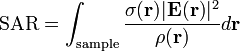 SAR = ∫_sample σ(r)|E(r)|² / ρ(r) dr